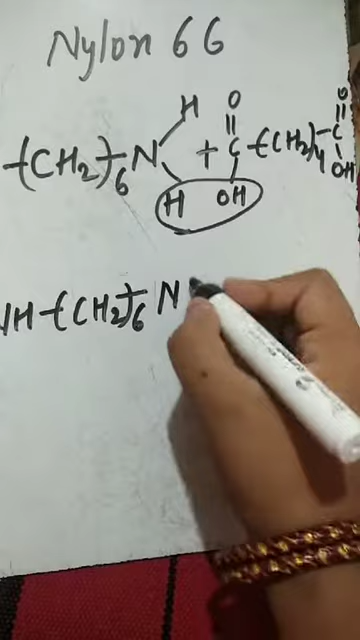 Nylon 66
H O O
|| ||
-(CH2)6-N + C-(CH2)4-C
H OH OH
NH-(CH2)6 N